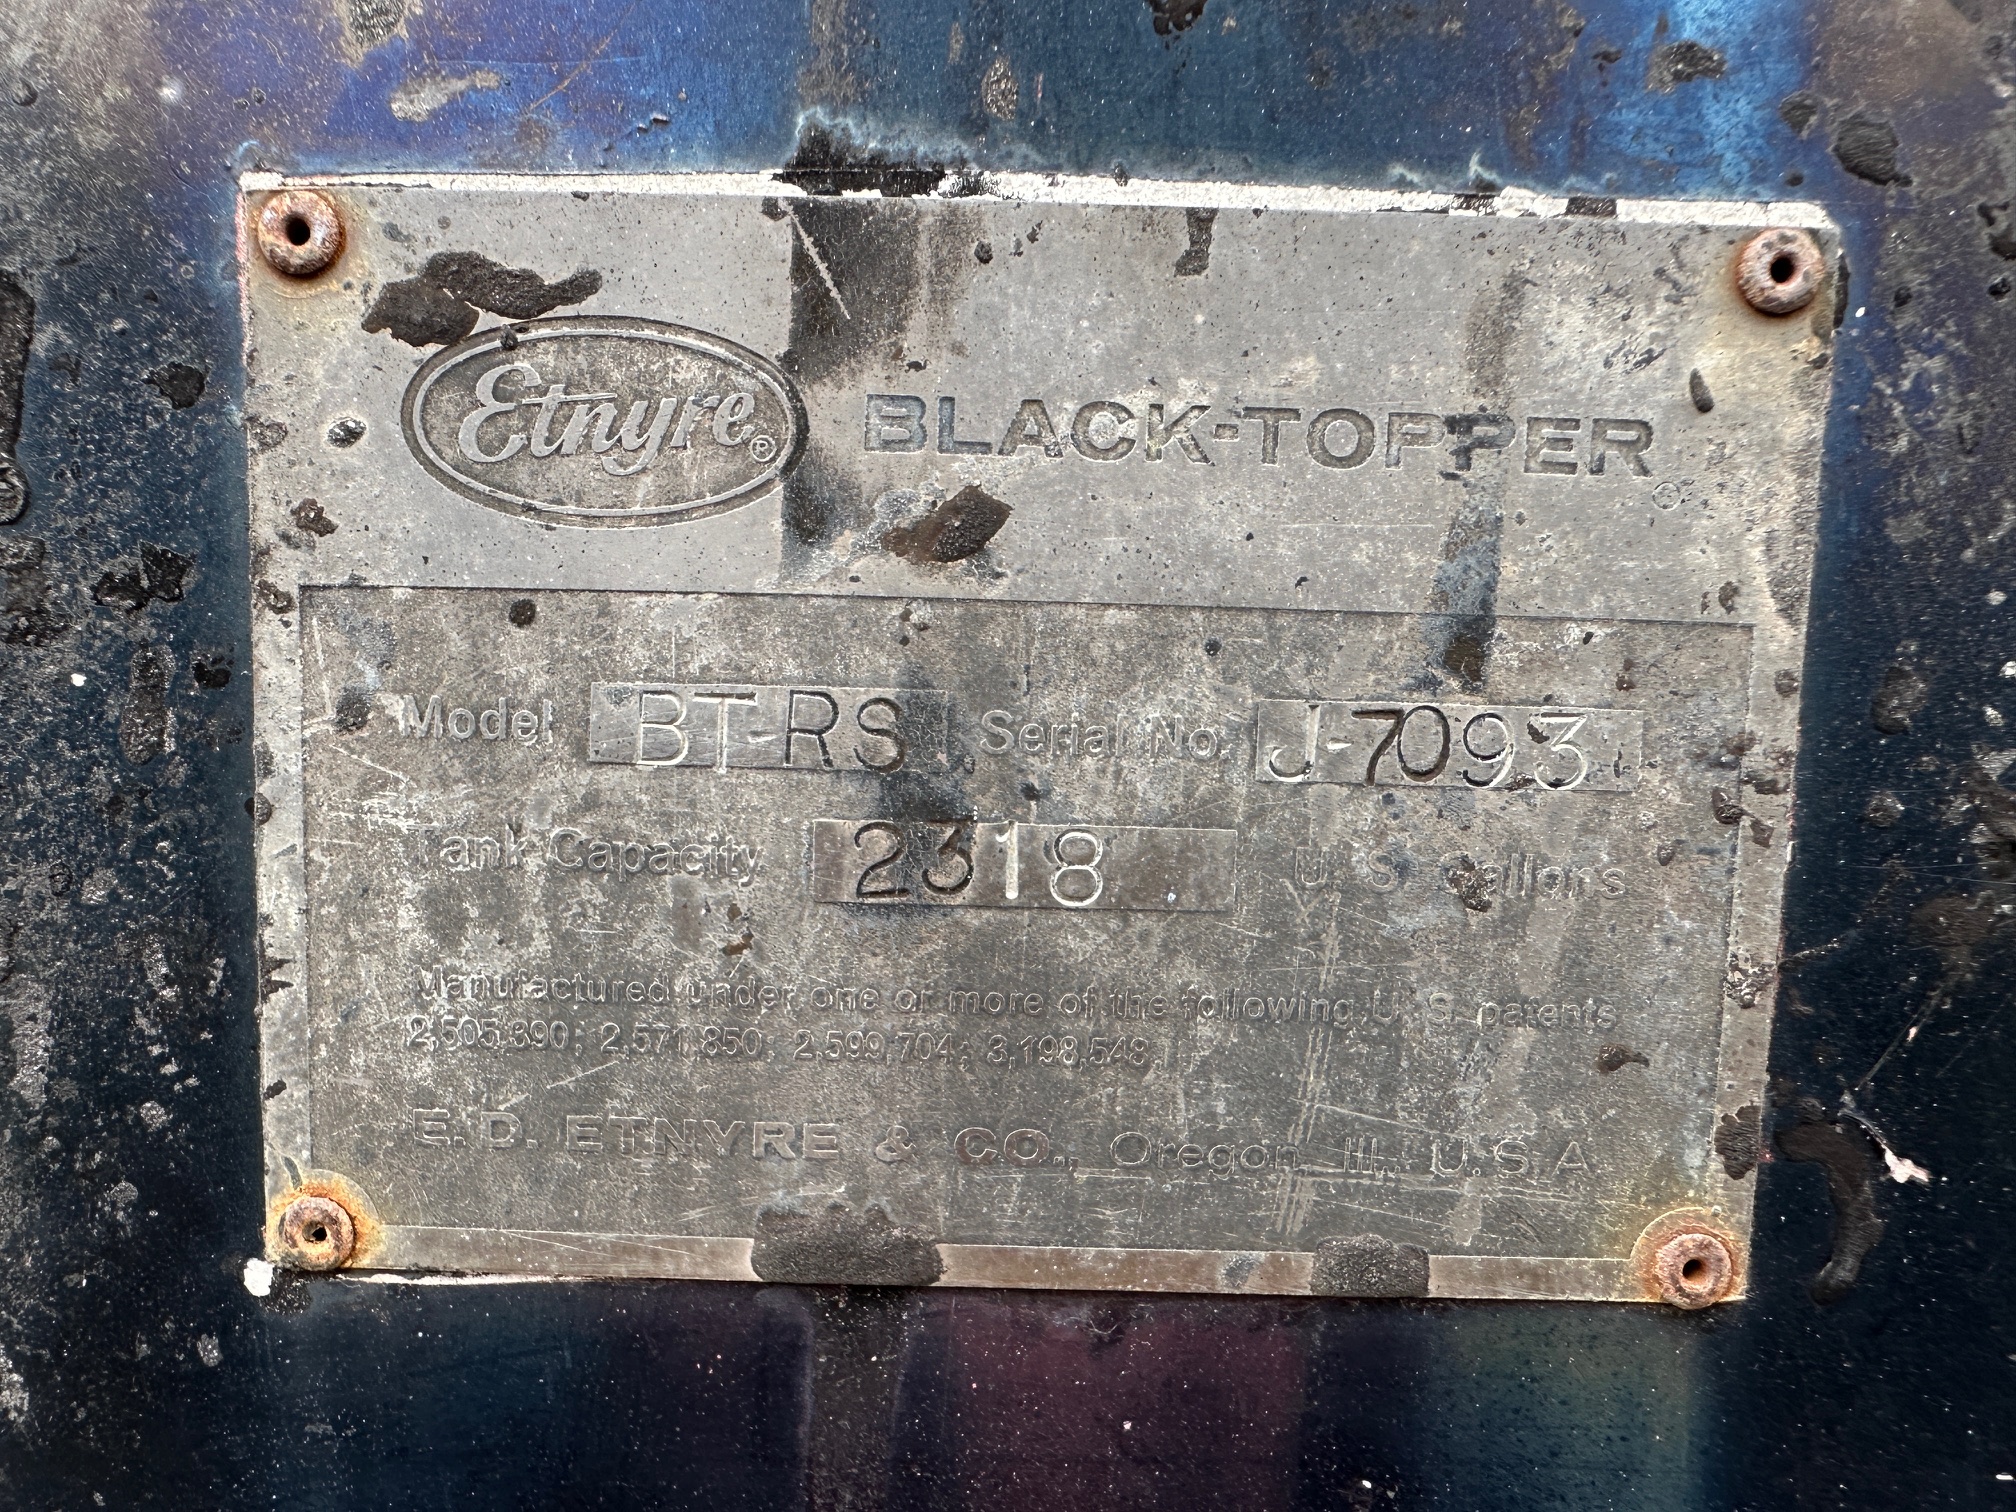 Etnyre® BLACK-TOPPER®
Model BT-RS Serial No. J-7093
Tank Capacity 2318 U. S. gallons
Manufactured under one or more of the following U. S. patents
2,505,390; 2,571,850; 2,599,704; 3,198,548
E. D. ETNYRE & CO., Oregon, Ill., U. S. A